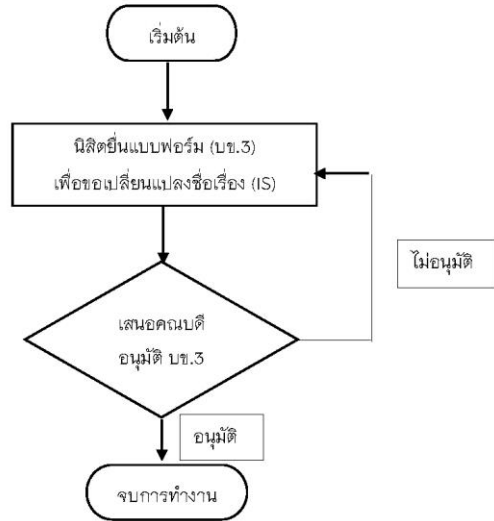 เริ่มต้น
นิสิตยื่นแบบฟอร์ม (บข.3)
เพื่อขอเปลี่ยนแปลงชื่อเรื่อง (IS)
ไม่อนุมัติ
เสนอคณบดี
อนุมัติ บข.3
อนุมัติ
จบการทำงาน